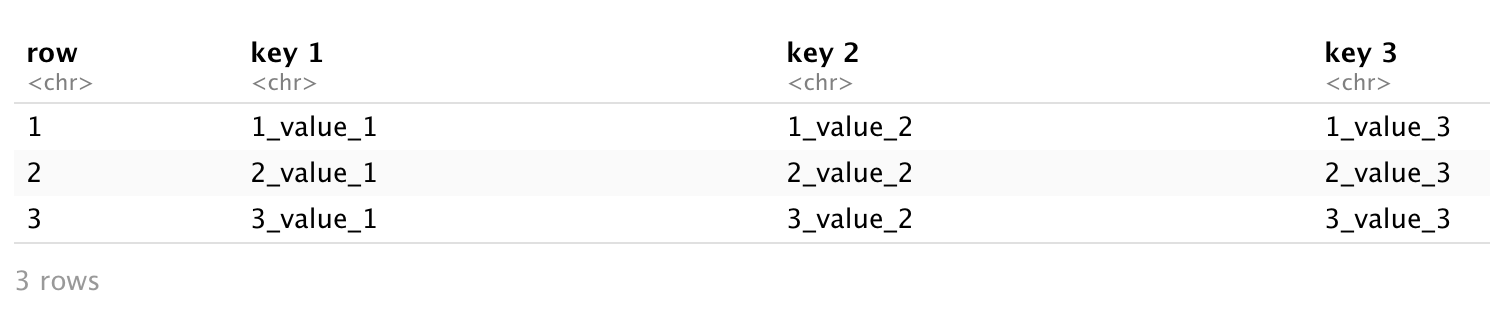 row key 1 key 2 key 3
<chr> <chr> <chr> <chr>
1 1_value_1 1_value_2 1_value_3
2 2_value_1 2_value_2 2_value_3
3 3_value_1 3_value_2 3_value_3
3 rows